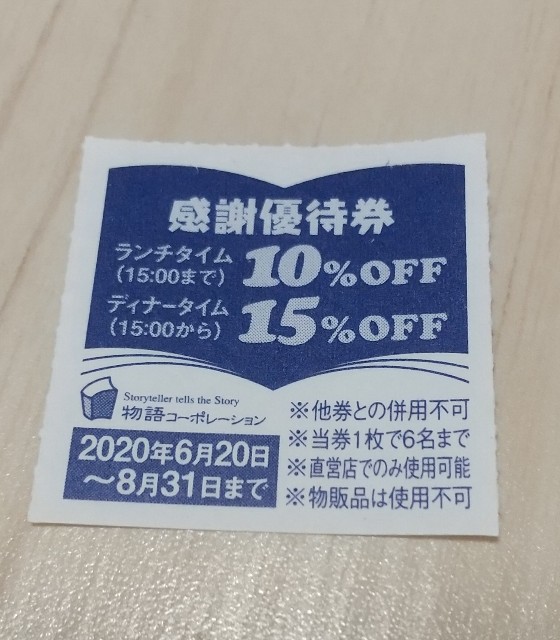 感謝優待券
ランチタイム
(15:00まで)
10%OFF
ディナータイム
(15:00から)
15%OFF
Storyteller tells the Story
物語コーポレーション
2020年6月20日
～8月31日まで
※他券との併用不可
※当券1枚で6名まで
※直営店でのみ使用可能
※物販品は使用不可